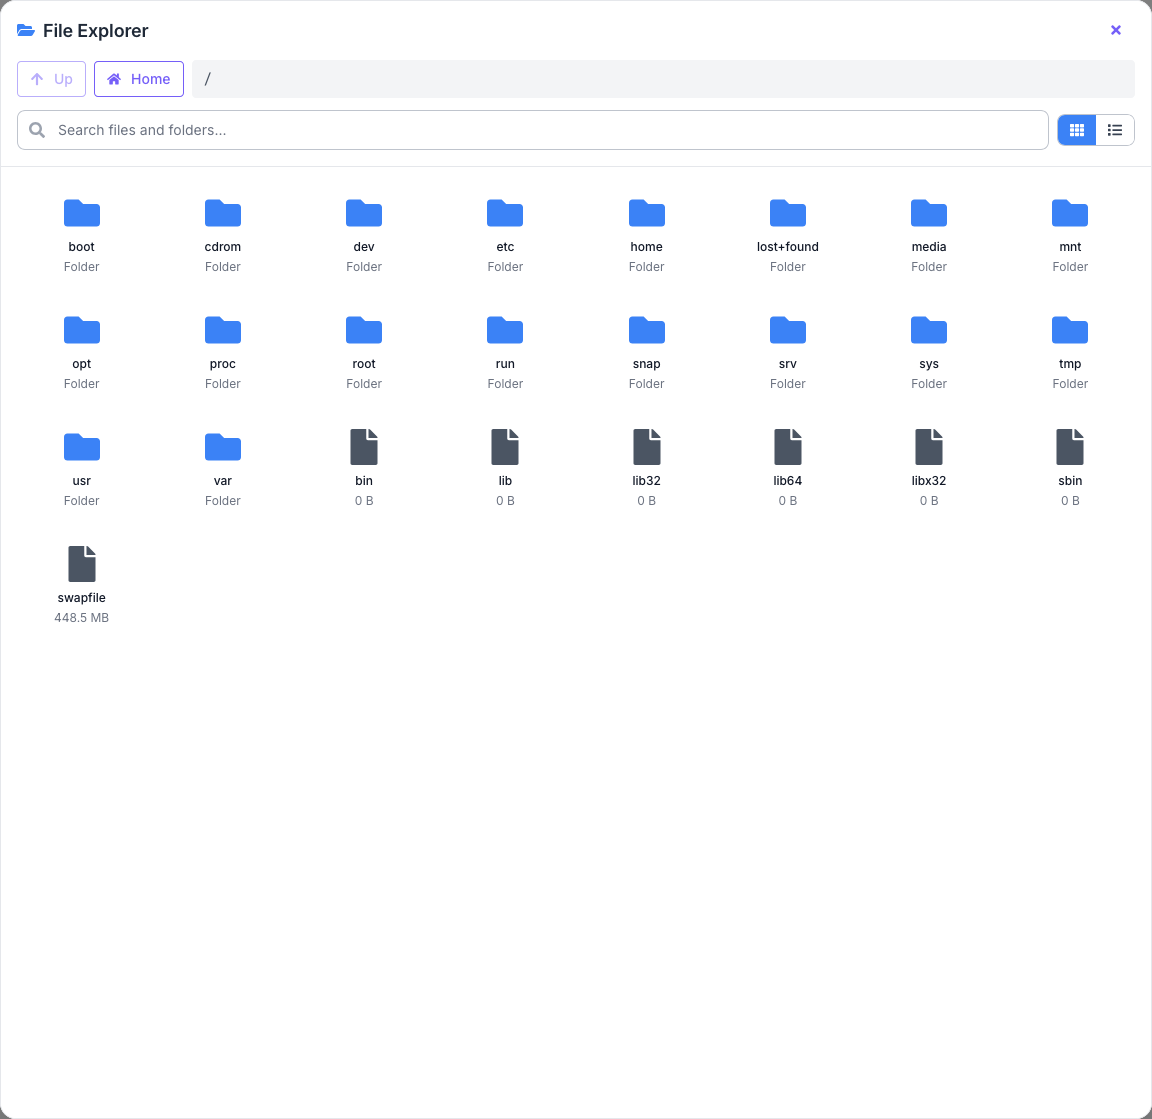 File Explorer
Up
Home
/
Search files and folders...
boot cdrom dev etc home lost+found media mnt
Folder Folder Folder Folder Folder Folder Folder Folder
opt proc root run snap srv sys tmp
Folder Folder Folder Folder Folder Folder Folder Folder
usr var bin lib lib32 lib64 libx32 sbin
Folder Folder 0 B 0 B 0 B 0 B 0 B 0 B
swapfile
448.5 MB